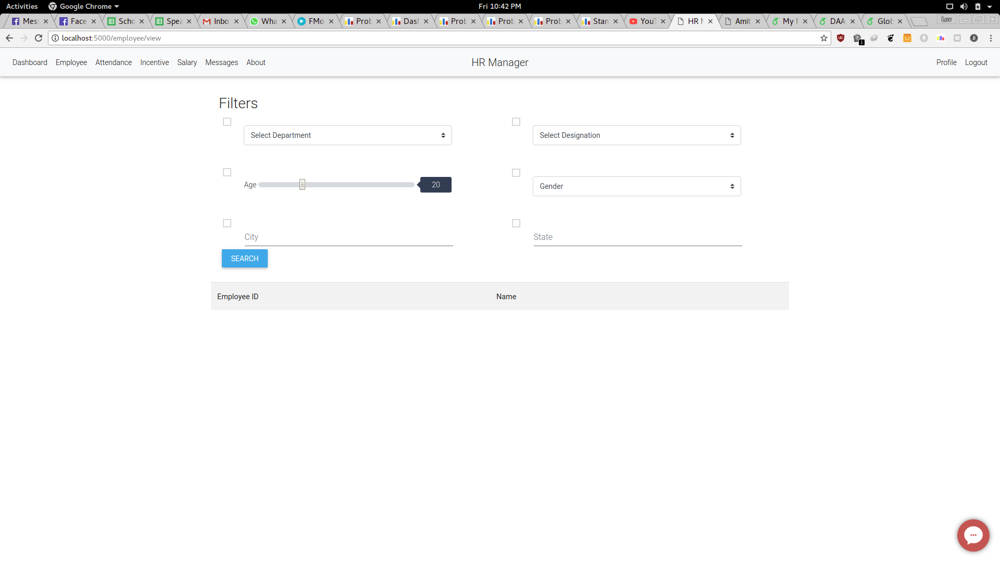 Activities Google Chrome Fri 10:42 PM
Mes Face Scho Spea Inbo Wha FMo Prob Dash Prob Prob Prob Stan YouT HR M Amit My DAA Glob Luv
localhost:5000/employee/view 1
Dashboard Employee Attendance Incentive Salary Messages About HR Manager Profile Logout
Filters
Select Department Select Designation
Age 20 Gender
City State
SEARCH
Employee ID Name